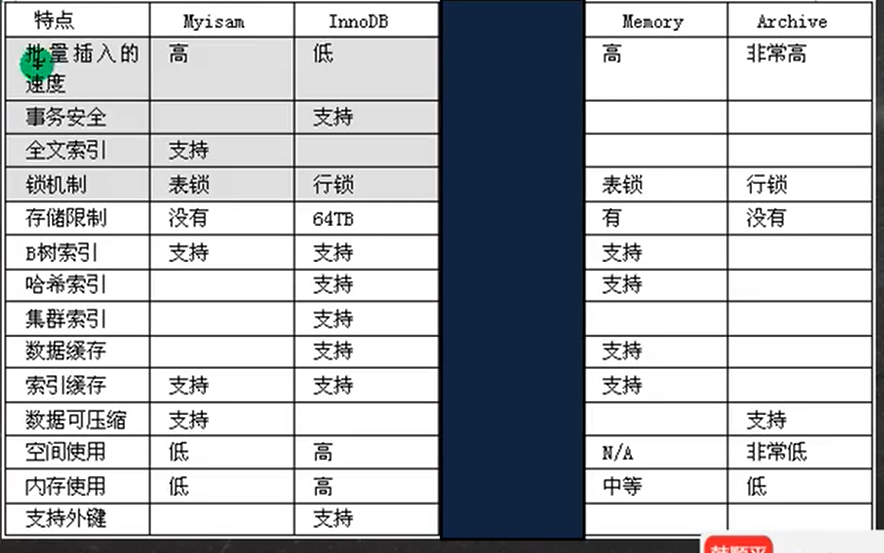 特点 Myisam InnoDB Memory Archive
批量插入的 高 低 高 非常高
速度
事务安全 支持
全文索引 支持
锁机制 表锁 行锁 表锁 行锁
存储限制 没有 64TB 有 没有
B树索引 支持 支持 支持
哈希索引 支持 支持
集群索引 支持
数据缓存 支持 支持
索引缓存 支持 支持 支持
数据可压缩 支持 支持
空间使用 低 高 N/A 非常低
内存使用 低 高 中等 低
支持外键 支持
韩顺平